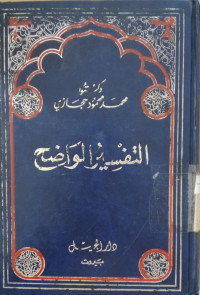 دكتور
محمد محمود حجازي
التفسير الواضح
دار الجيل
بيروت